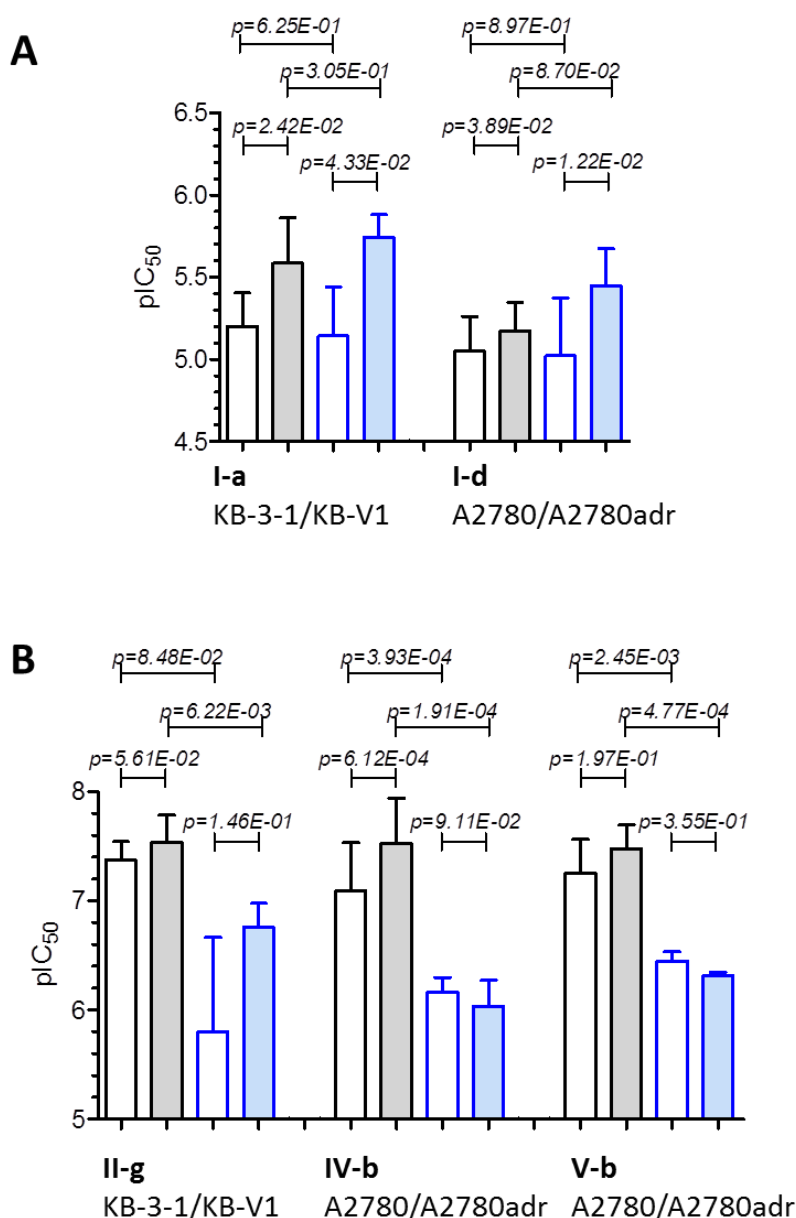 A
p=6.25E-01 p=8.97E-01
p=3.05E-01 p=8.70E-02
6.5
p=2.42E-02 p=3.89E-02
p=4.33E-02 p=1.22E-02
6.0
pIC50
5.5
5.0
4.5
I-a I-d
KB-3-1/KB-V1 A2780/A2780adr
B
p=8.48E-02 p=3.93E-04 p=2.45E-03
p=6.22E-03 p=1.91E-04 p=4.77E-04
p=5.61E-02 p=6.12E-04 p=1.97E-01
8
p=1.46E-01 p=9.11E-02 p=3.55E-01
7
pIC50
6
5
II-g IV-b V-b
KB-3-1/KB-V1 A2780/A2780adr A2780/A2780adr